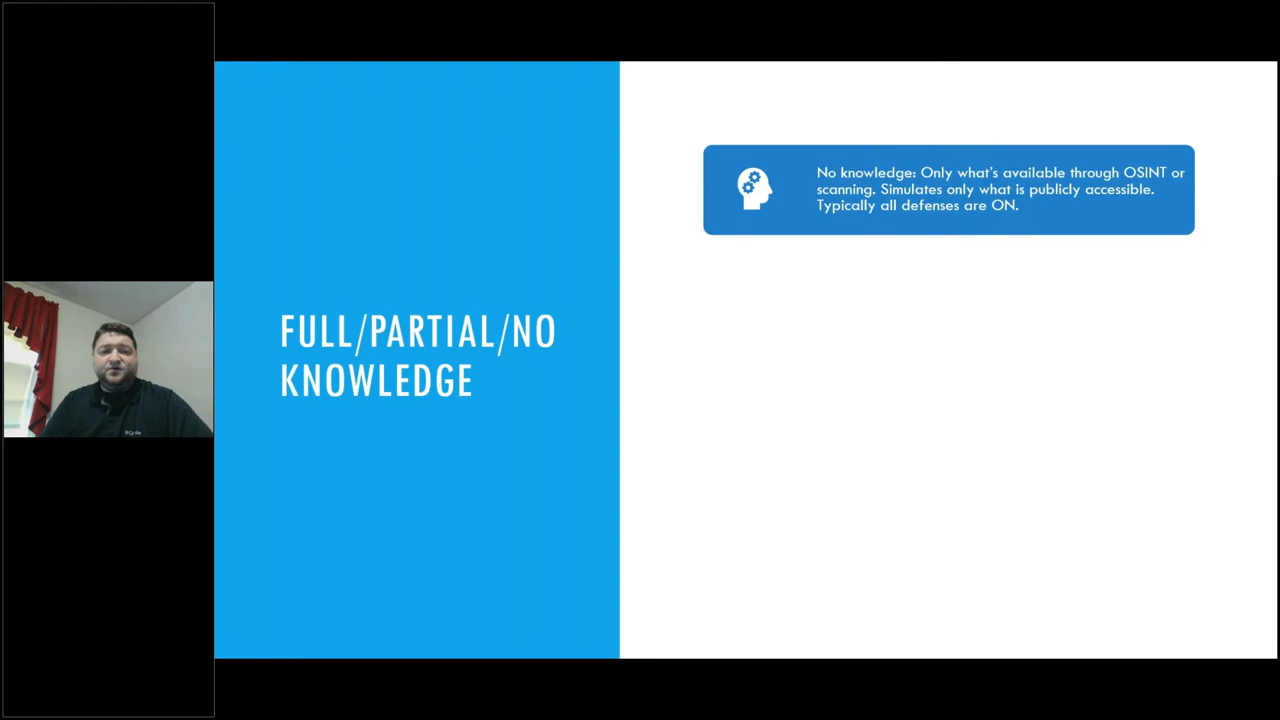 FULL/PARTIAL/NO
KNOWLEDGE
No knowledge: Only what's available through OSINT or
scanning. Simulates only what is publicly accessible.
Typically all defenses are ON.